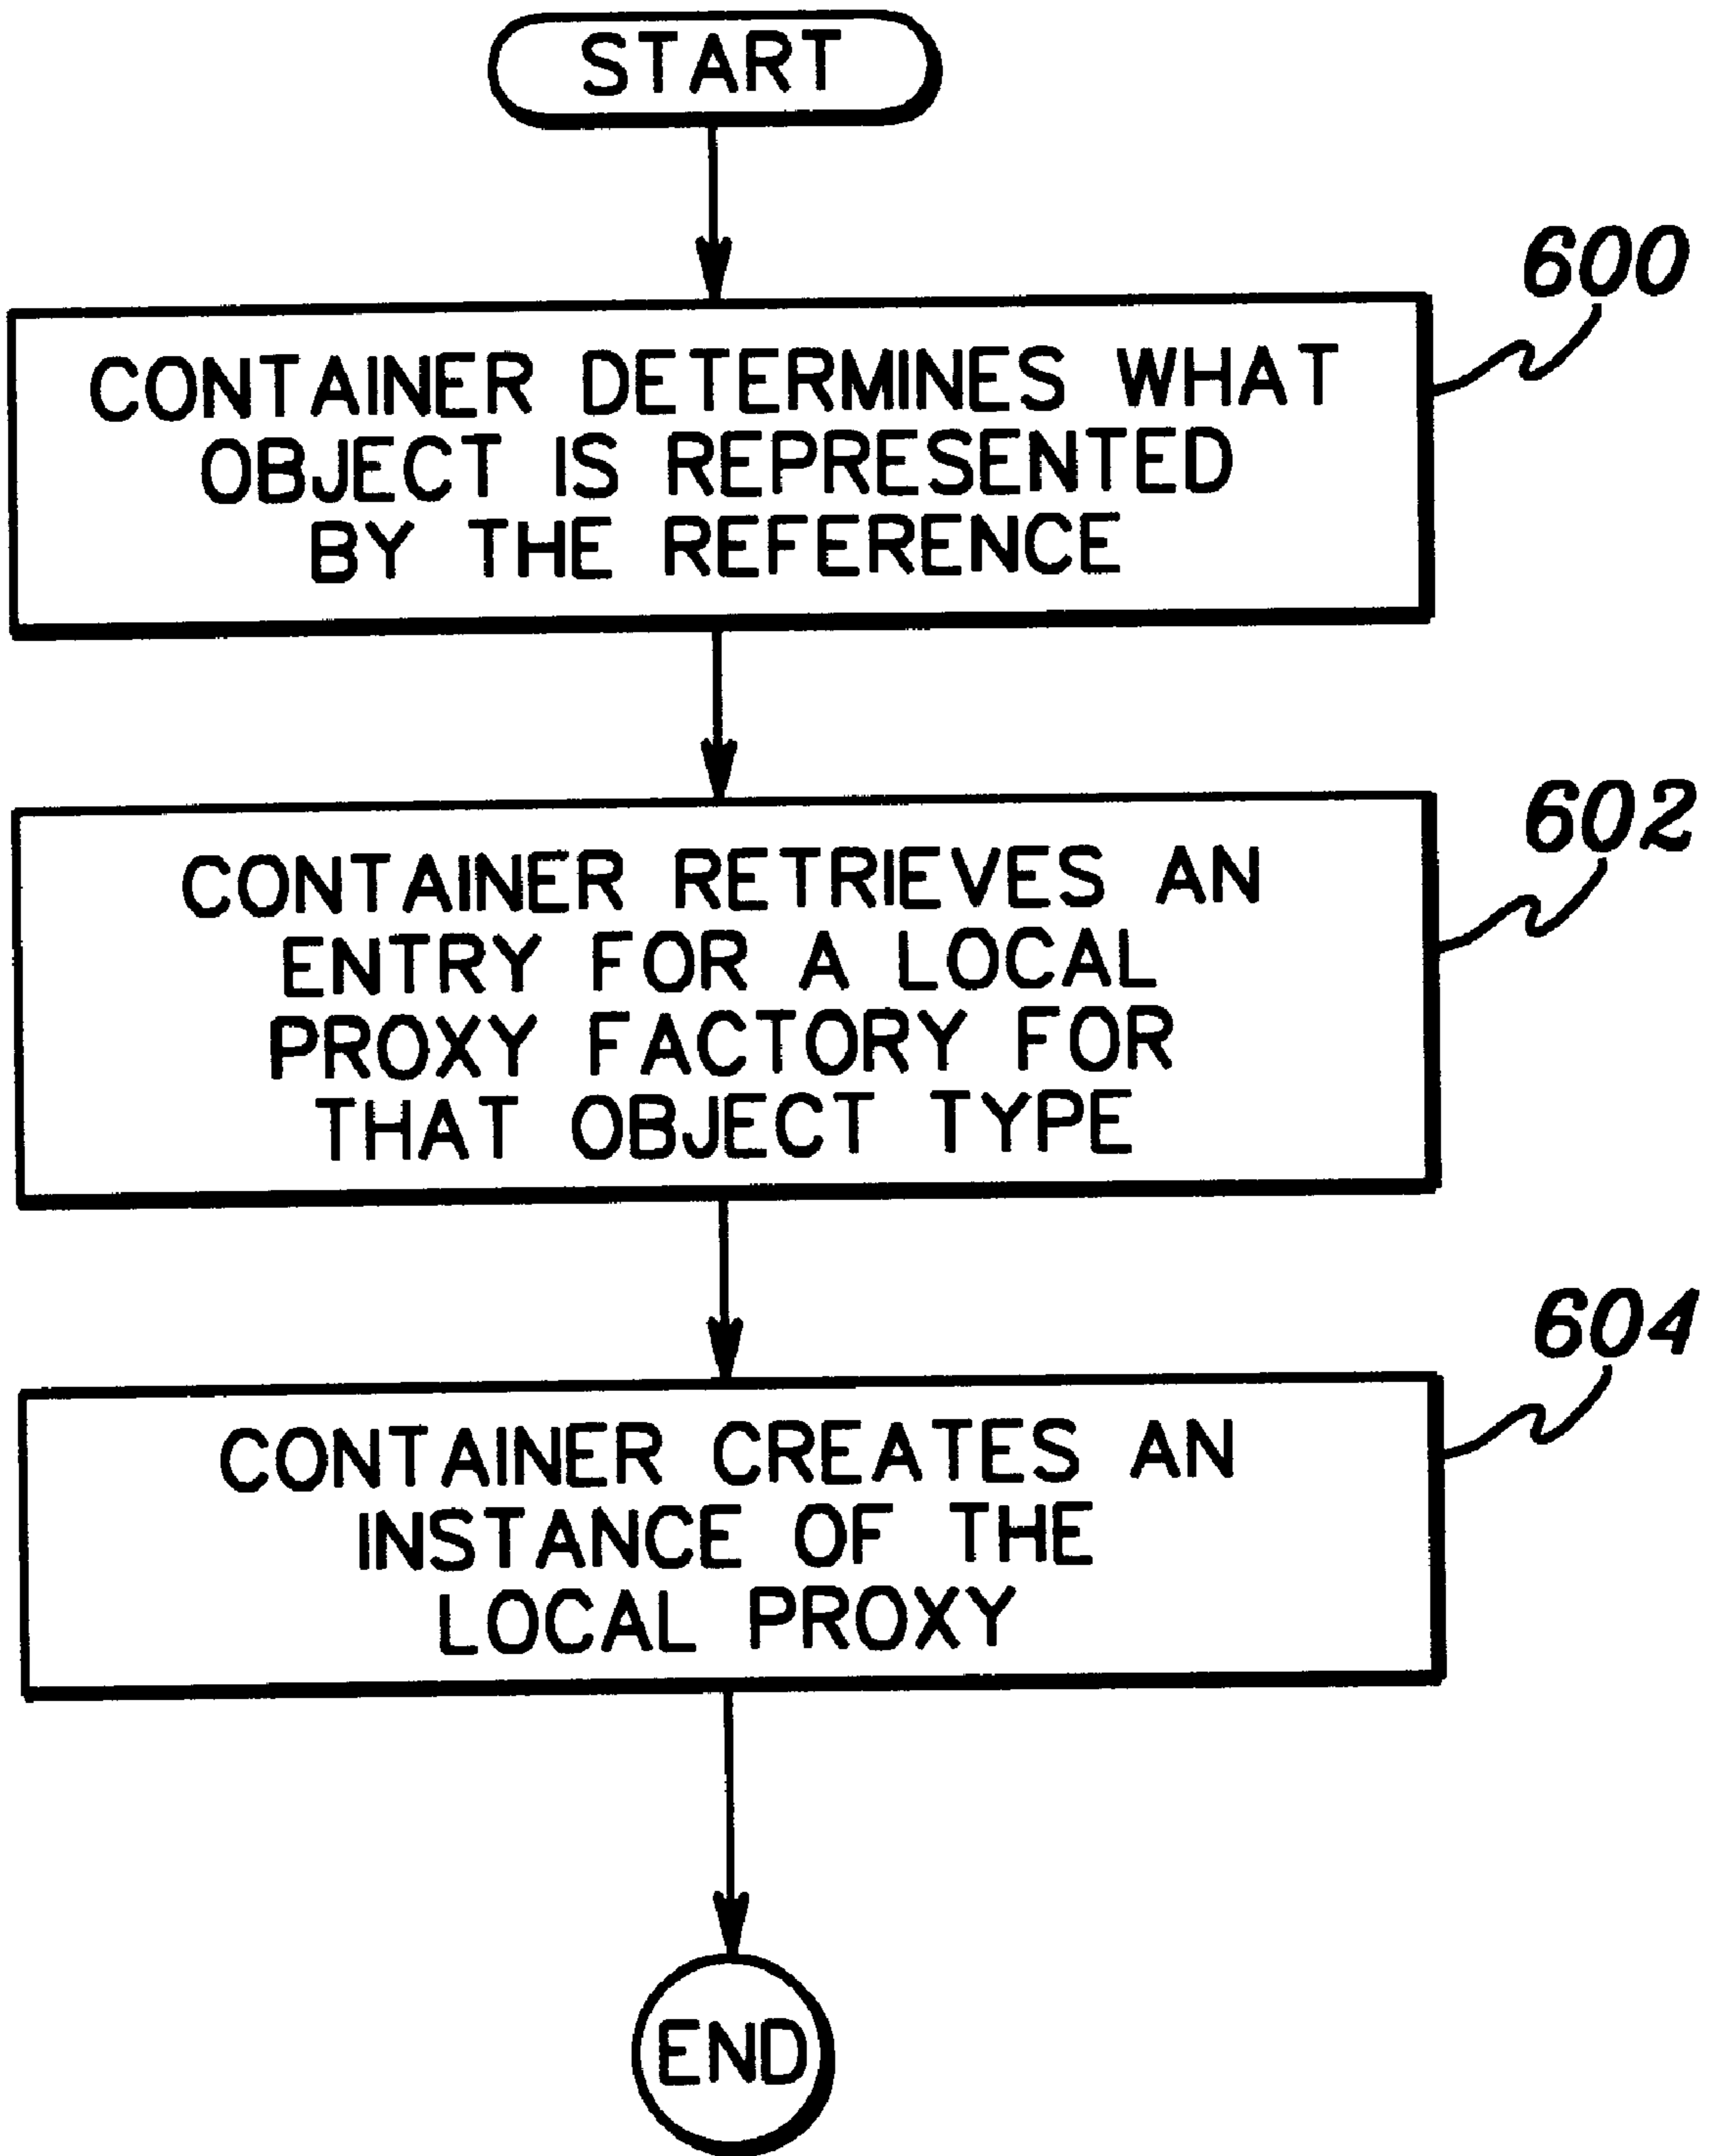 START
600
CONTAINER DETERMINES WHAT
OBJECT IS REPRESENTED
BY THE REFERENCE
602
CONTAINER RETRIEVES AN
ENTRY FOR A LOCAL
PROXY FACTORY FOR
THAT OBJECT TYPE
604
CONTAINER CREATES AN
INSTANCE OF THE
LOCAL PROXY
END